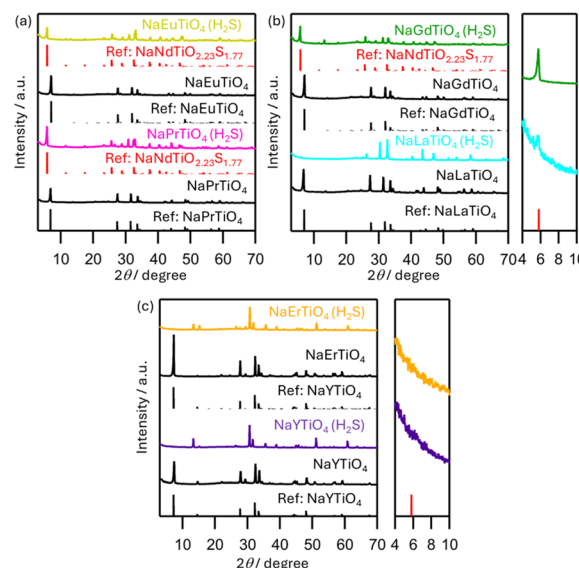 (a)
NaEuTiO4 (H2S)
Ref: NaNdTiO2.23S1.77
NaEuTiO4
Ref: NaEuTiO4
NaPrTiO4 (H2S)
Ref: NaNdTiO2.23S1.77
NaPrTiO4
Ref: NaPrTiO4
Intensity / a.u.
10 20 30 40 50 60 70
2θ / degree
(b)
NaGdTiO4 (H2S)
Ref: NaNdTiO2.23S1.77
NaGdTiO4
Ref: NaGdTiO4
NaLaTiO4 (H2S)
NaLaTiO4
Ref: NaLaTiO4
Intensity / a.u.
10 20 30 40 50 60 70
2θ / degree
4 6 8 10
(c)
NaErTiO4 (H2S)
NaErTiO4
Ref: NaYTiO4
NaYTiO4 (H2S)
NaYTiO4
Ref: NaYTiO4
Intensity / a.u.
10 20 30 40 50 60 70
2θ / degree
4 6 8 10